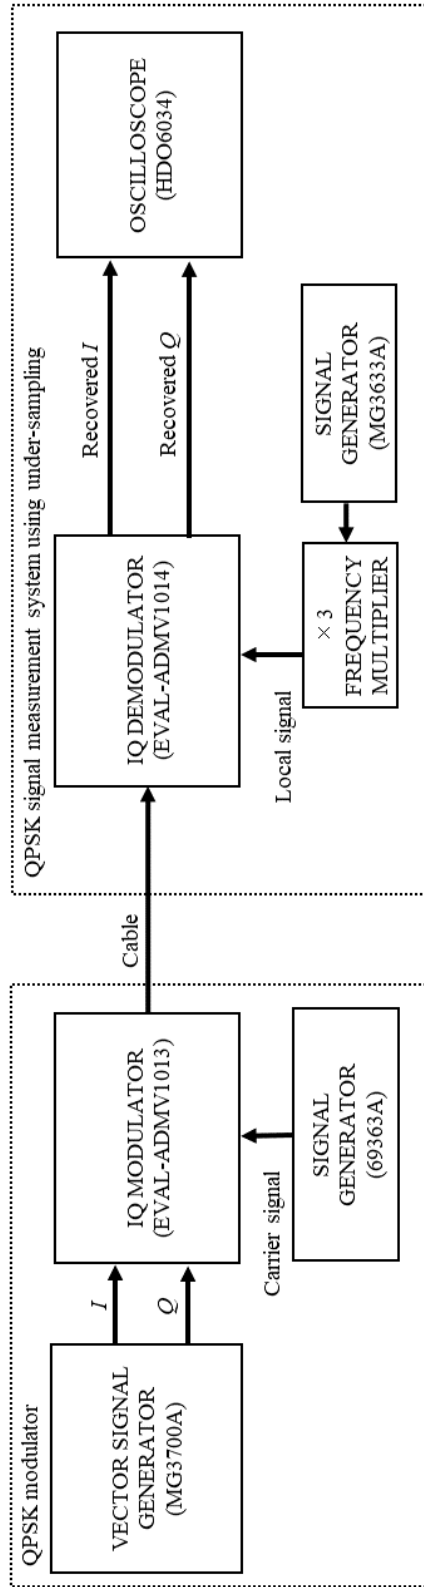 QPSK modulator
VECTOR SIGNAL
GENERATOR
(MG3700A)
I
Q
IQ MODULATOR
(EVAL-ADMV1013)
Carrier signal
SIGNAL
GENERATOR
(69363A)
Cable
QPSK signal measurement system using under-sampling
IQ DEMODULATOR
(EVAL-ADMV1014)
Local signal
× 3
FREQUENCY
MULTIPLIER
SIGNAL
GENERATOR
(MG3633A)
Recovered I
Recovered Q
OSCILLOSCOPE
(HDO6034)